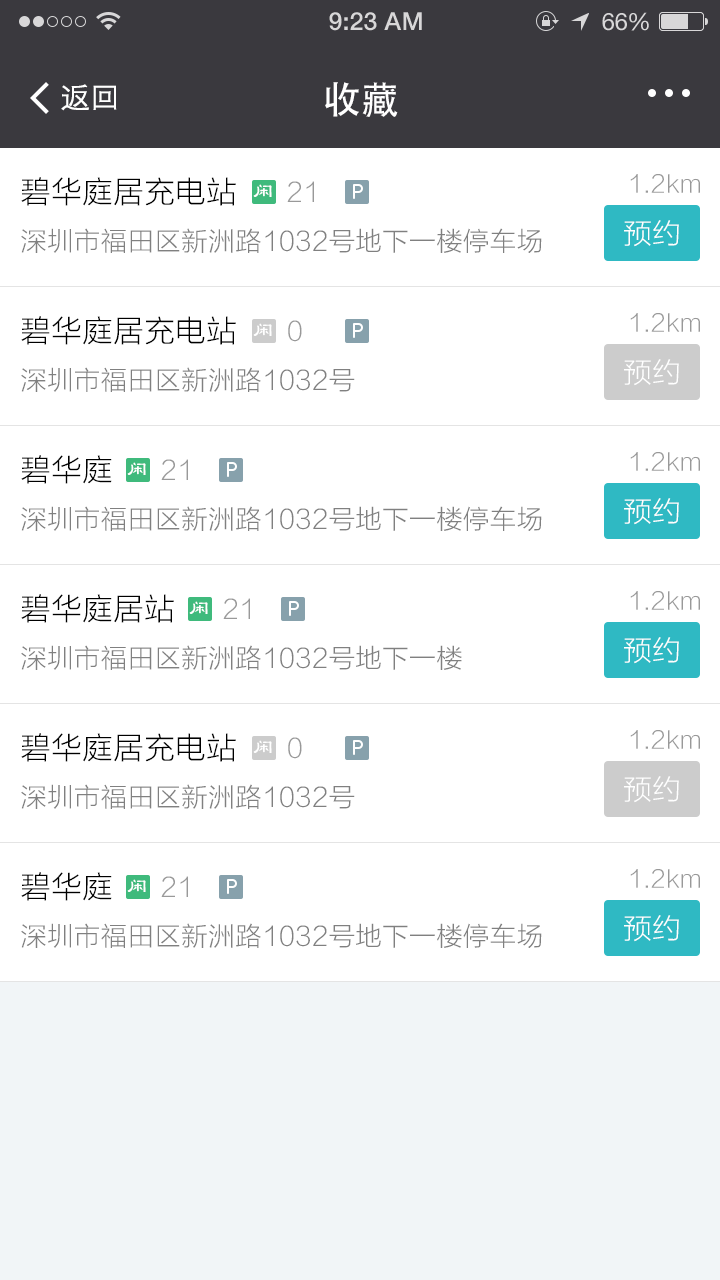 9:23 AM 66%
返回 收藏
碧华庭居充电站 闲 21 P 1.2km
深圳市福田区新洲路1032号地下一楼停车场 预约
碧华庭居充电站 闲 0 P 1.2km
深圳市福田区新洲路1032号 预约
碧华庭 闲 21 P 1.2km
深圳市福田区新洲路1032号地下一楼停车场 预约
碧华庭居站 闲 21 P 1.2km
深圳市福田区新洲路1032号地下一楼 预约
碧华庭居充电站 闲 0 P 1.2km
深圳市福田区新洲路1032号 预约
碧华庭 闲 21 P 1.2km
深圳市福田区新洲路1032号地下一楼停车场 预约